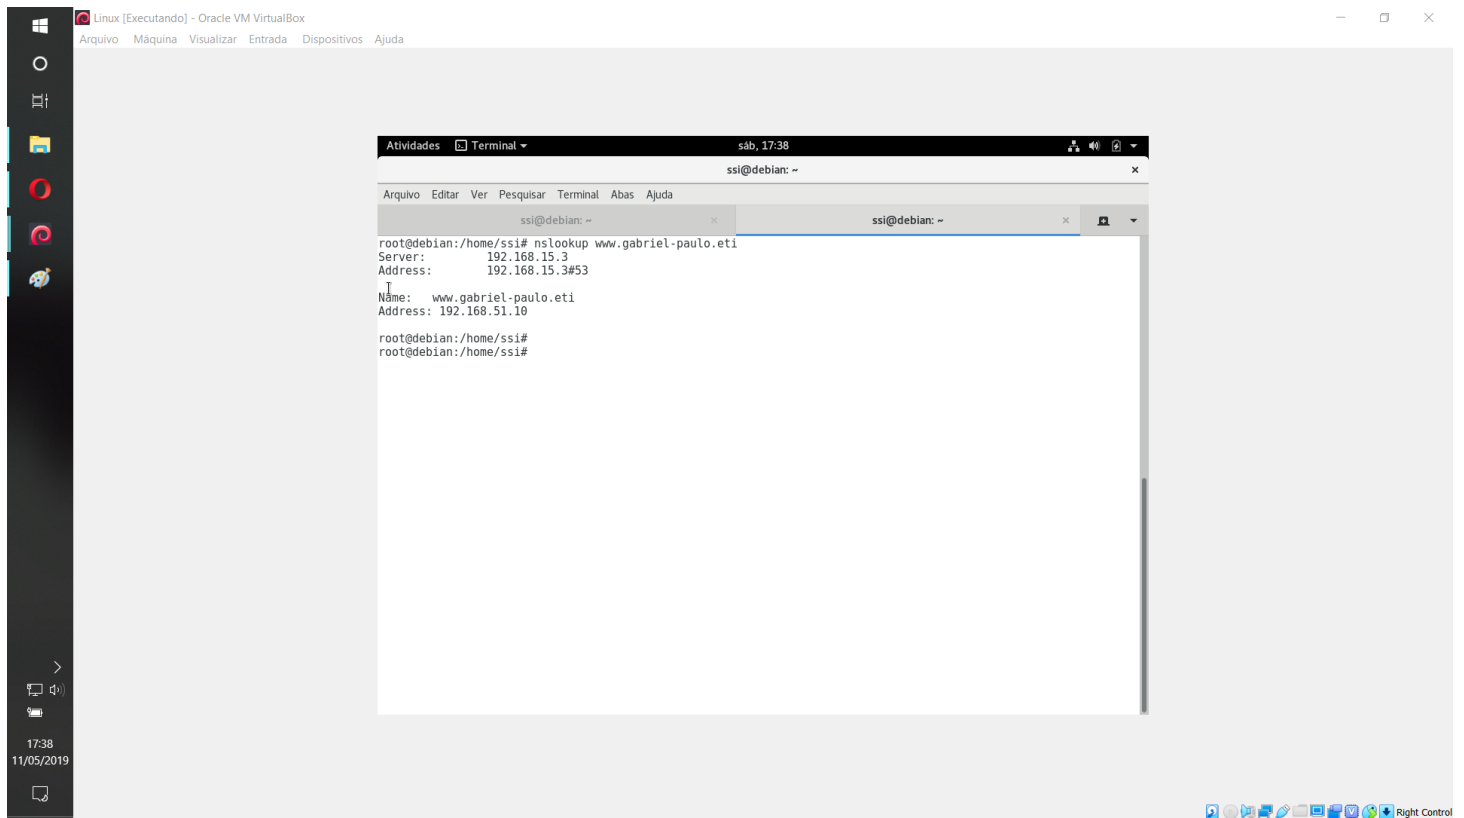 Linux [Executando] - Oracle VM VirtualBox
Arquivo Máquina Visualizar Entrada Dispositivos Ajuda
Atividades Terminal sáb, 17:38
ssi@debian: ~
Arquivo Editar Ver Pesquisar Terminal Abas Ajuda
ssi@debian: ~ ssi@debian: ~
root@debian:/home/ssi# nslookup www.gabriel-paulo.eti
Server: 192.168.15.3
Address: 192.168.15.3#53
Name: www.gabriel-paulo.eti
Address: 192.168.51.10
root@debian:/home/ssi#
root@debian:/home/ssi#
17:38
11/05/2019
Right Control